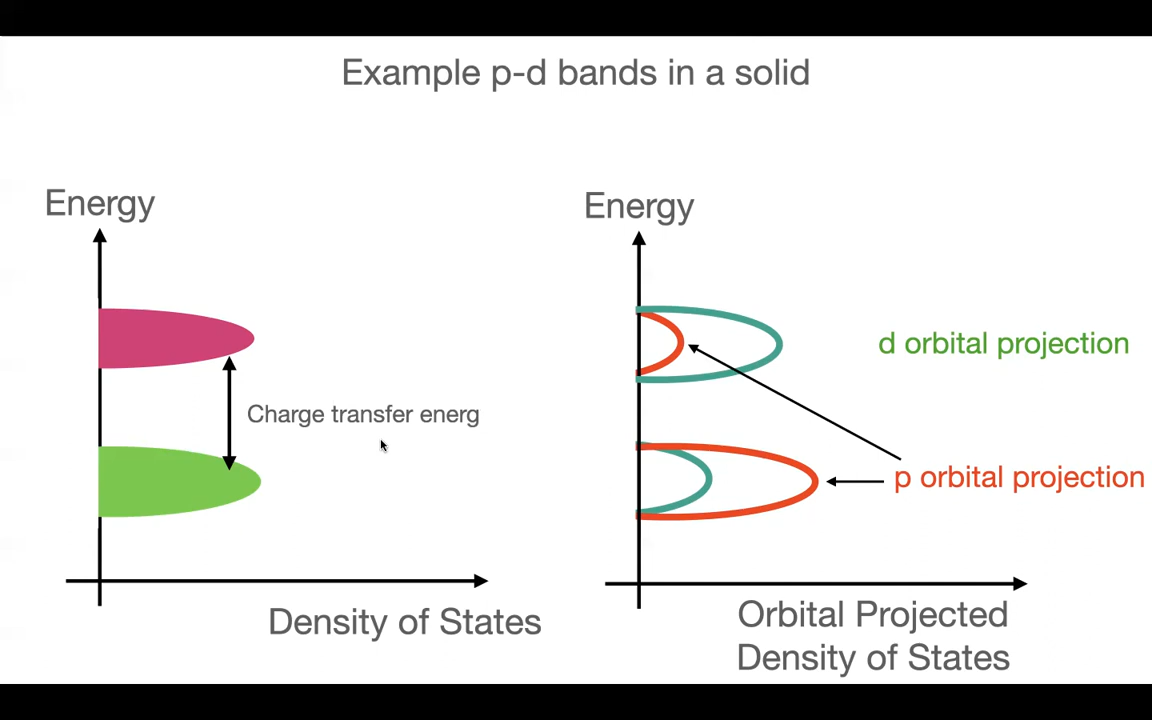 Example p-d bands in a solid
Energy
Charge transfer energ
Density of States
Energy
d orbital projection
p orbital projection
Orbital Projected
Density of States